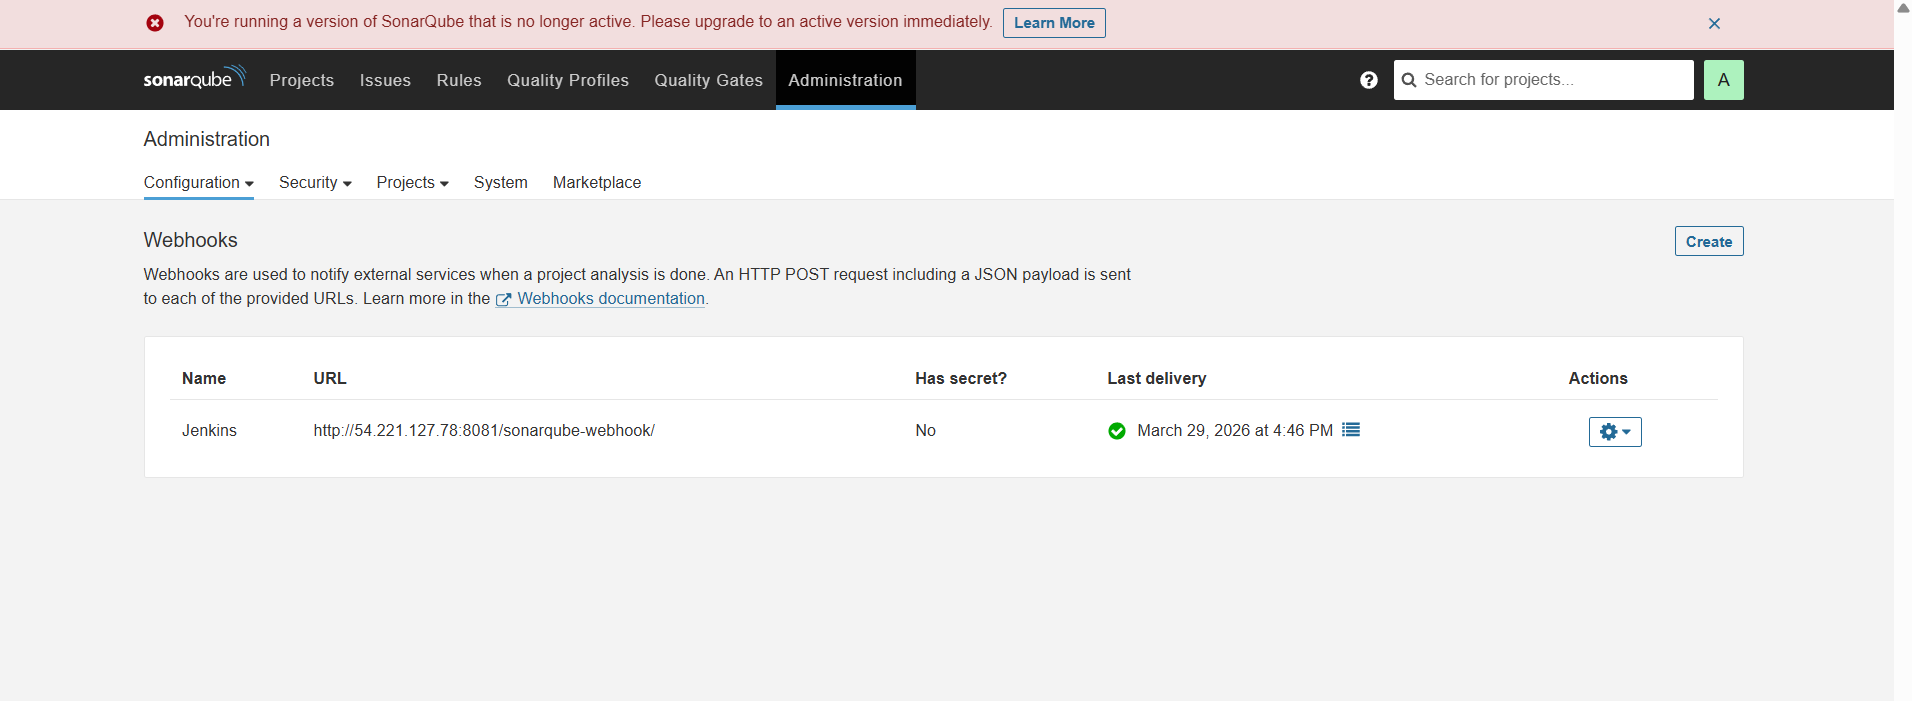 You're running a version of SonarQube that is no longer active. Please upgrade to an active version immediately. Learn More
sonarqube Projects Issues Rules Quality Profiles Quality Gates Administration Search for projects... A
Administration
Configuration Security Projects System Marketplace
Webhooks
Create
Webhooks are used to notify external services when a project analysis is done. An HTTP POST request including a JSON payload is sent
to each of the provided URLs. Learn more in the Webhooks documentation.
Name URL Has secret? Last delivery Actions
Jenkins http://54.221.127.78:8081/sonarqube-webhook/ No March 29, 2026 at 4:46 PM